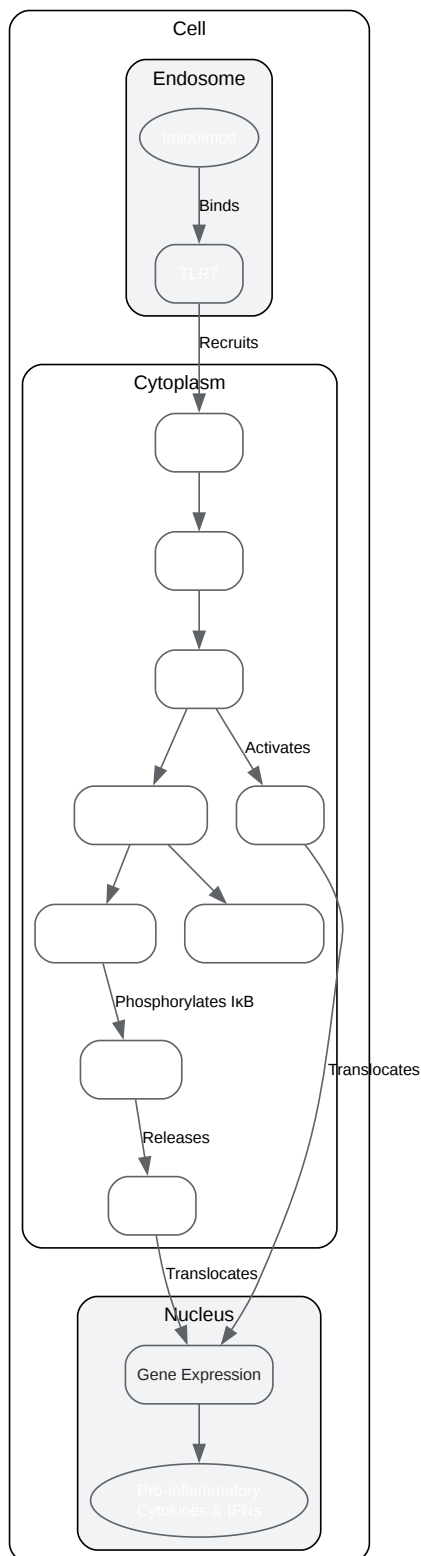 Cell
Endosome
Imiquimod
Binds
TLR7
Recruits
Cytoplasm
Activates
Phosphorylates IκB
Translocates
Releases
Translocates
Nucleus
Gene Expression
Pro-inflammatory
Cytokines & IFNs